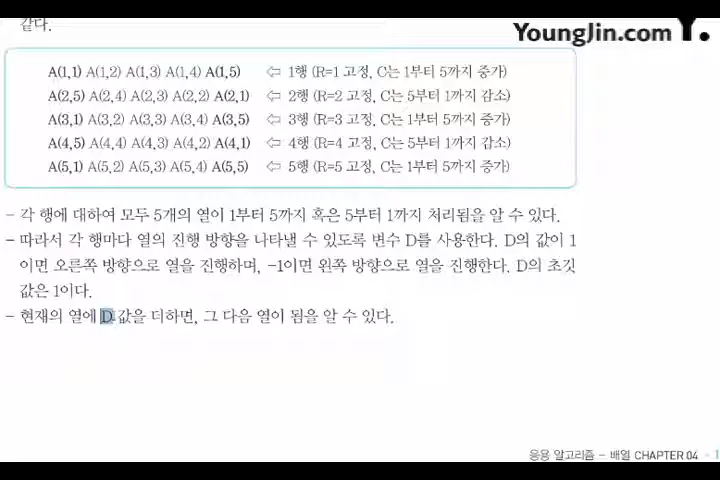 같다.
YoungJin.com Y.
A(1,1) A(1,2) A(1,3) A(1,4) A(1,5) ⇦ 1행 (R=1 고정, C는 1부터 5까지 증가)
A(2,5) A(2,4) A(2,3) A(2,2) A(2,1) ⇦ 2행 (R=2 고정, C는 5부터 1까지 감소)
A(3,1) A(3,2) A(3,3) A(3,4) A(3,5) ⇦ 3행 (R=3 고정, C는 1부터 5까지 증가)
A(4,5) A(4,4) A(4,3) A(4,2) A(4,1) ⇦ 4행 (R=4 고정, C는 5부터 1까지 감소)
A(5,1) A(5,2) A(5,3) A(5,4) A(5,5) ⇦ 5행 (R=5 고정, C는 1부터 5까지 증가)
- 각 행에 대하여 모두 5개의 열이 1부터 5까지 혹은 5부터 1까지 처리됨을 알 수 있다.
- 따라서 각 행마다 열의 진행 방향을 나타낼 수 있도록 변수 D를 사용한다. D의 값이 1
이면 오른쪽 방향으로 열을 진행하며, -1이면 왼쪽 방향으로 열을 진행한다. D의 초깃
값은 1이다.
- 현재의 열에 D 값을 더하면, 그 다음 열이 됨을 알 수 있다.
응용 알고리즘 - 배열 CHAPTER 04 - 1